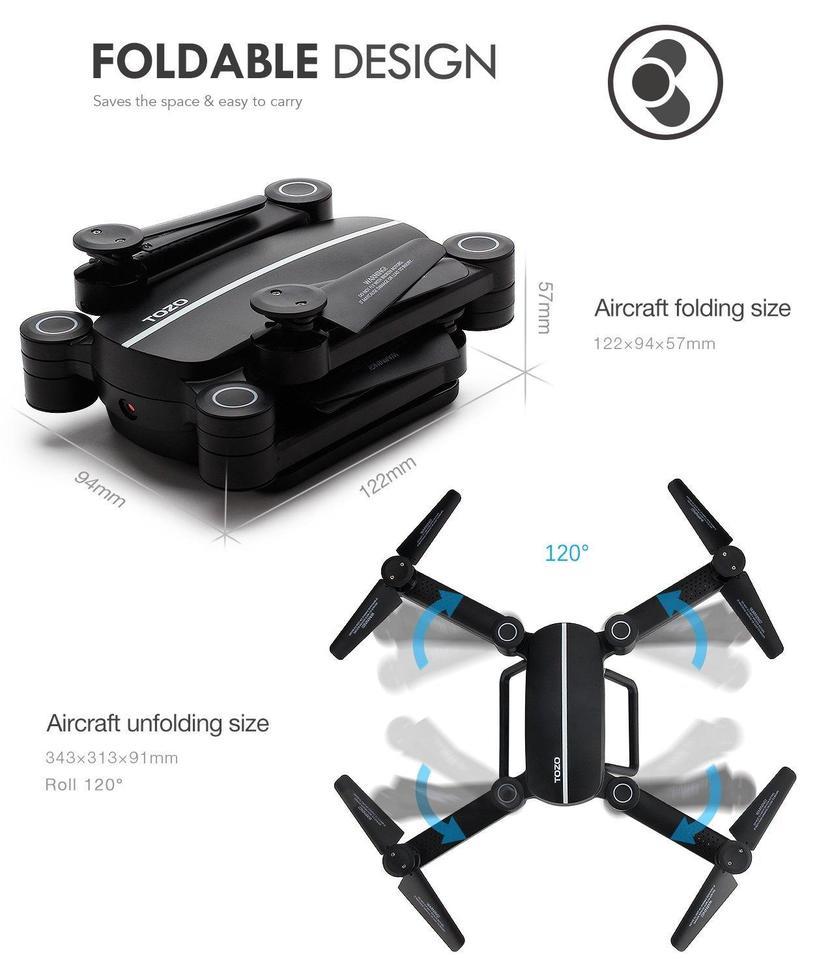 FOLDABLE DESIGN
Saves the space & easy to carry
TOZO
WARNING!
57mm
Aircraft folding size
122×94×57mm
94mm
122mm
120°
Aircraft unfolding size
343×313×91mm
Roll 120°
TOZO